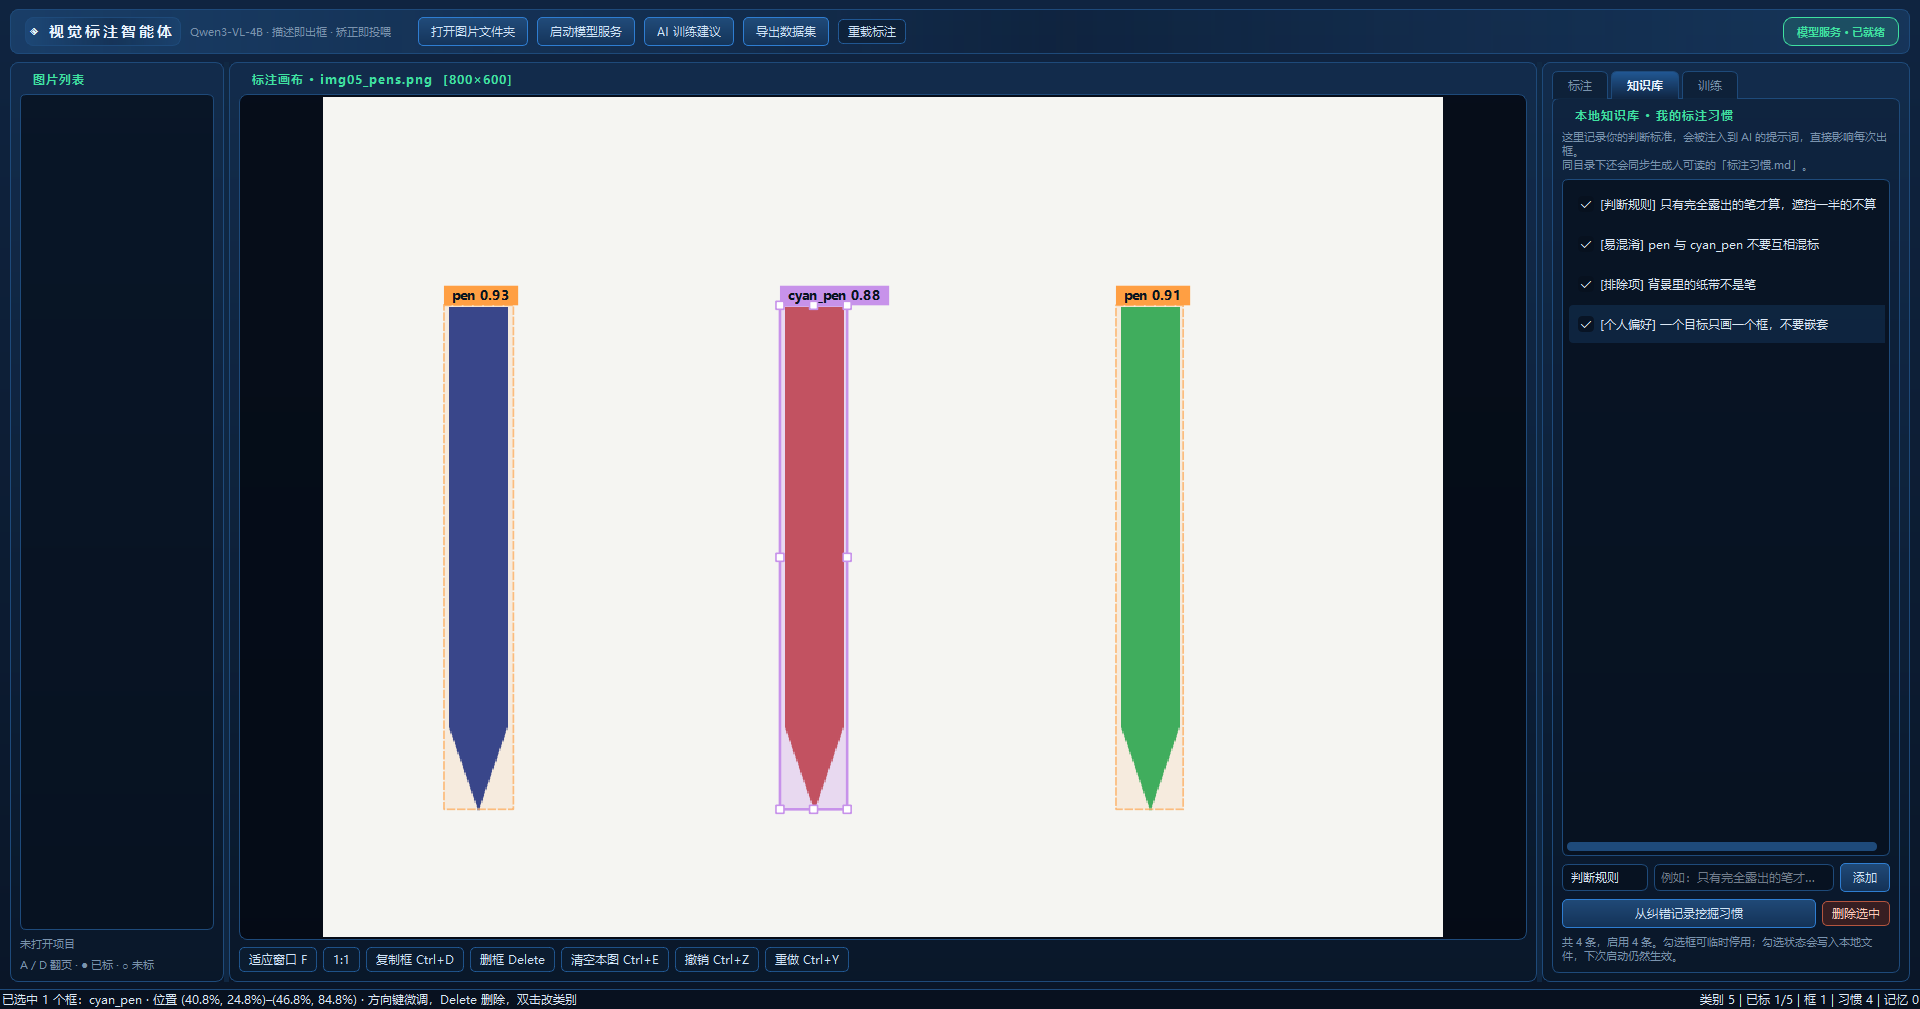 视觉标注智能体
Qwen3-VL-4B · 描述即出框 · 矫正即投喂
打开图片文件夹
启动模型服务
AI 训练建议
导出数据集
重载标注
模型服务 • 已就绪
图片列表
未打开项目
A / D 翻页 · ● 已标 · ○ 未标
标注画布 • img05_pens.png [800×600]
pen 0.93
cyan_pen 0.88
pen 0.91
适应窗口 F
1:1
复制框 Ctrl+D
删框 Delete
清空本图 Ctrl+E
撤销 Ctrl+Z
重做 Ctrl+Y
标注
知识库
训练
本地知识库 • 我的标注习惯
这里记录你的判断标准，会被注入到 AI 的提示词，直接影响每次出
框。
同目录下还会同步生成人可读的「标注习惯.md」。
[判断规则] 只有完全露出的笔才算，遮挡一半的不算
[易混淆] pen 与 cyan_pen 不要互相混标
[排除项] 背景里的纸带不是笔
[个人偏好] 一个目标只画一个框，不要嵌套
判断规则
例如：只有完全露出的笔才...
添加
从纠错记录挖掘习惯
删除选中
共 4 条，启用 4 条。勾选框可临时停用；勾选状态会写入本地文
件，下次启动仍然生效。
已选中 1 个框：cyan_pen · 位置 (40.8%, 24.8%)–(46.8%, 84.8%) · 方向键微调，Delete 删除，双击改类别
类别 5 | 已标 1/5 | 框 1 | 习惯 4 | 记忆 0